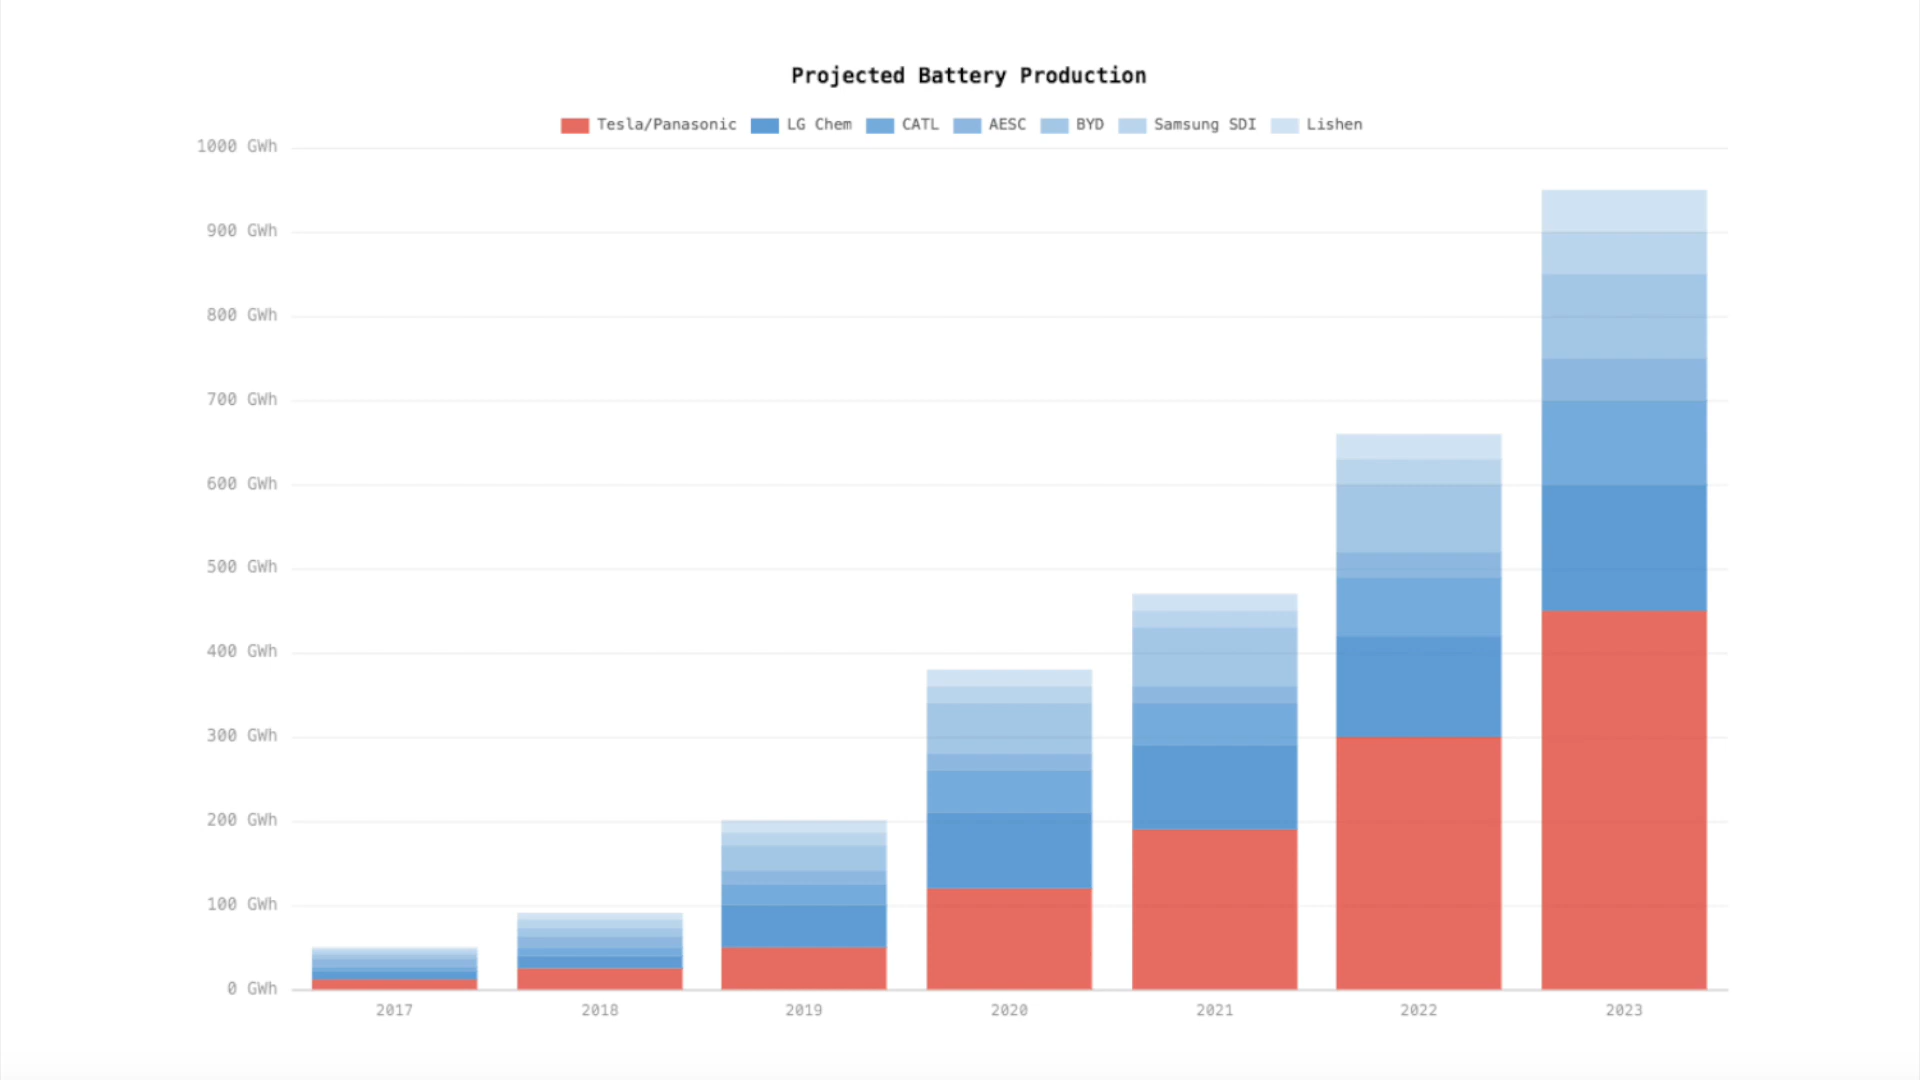 Projected Battery Production
Tesla/Panasonic LG Chem CATL AESC BYD Samsung SDI Lishen
1000 GWh
900 GWh
800 GWh
700 GWh
600 GWh
500 GWh
400 GWh
300 GWh
200 GWh
100 GWh
0 GWh
2017 2018 2019 2020 2021 2022 2023